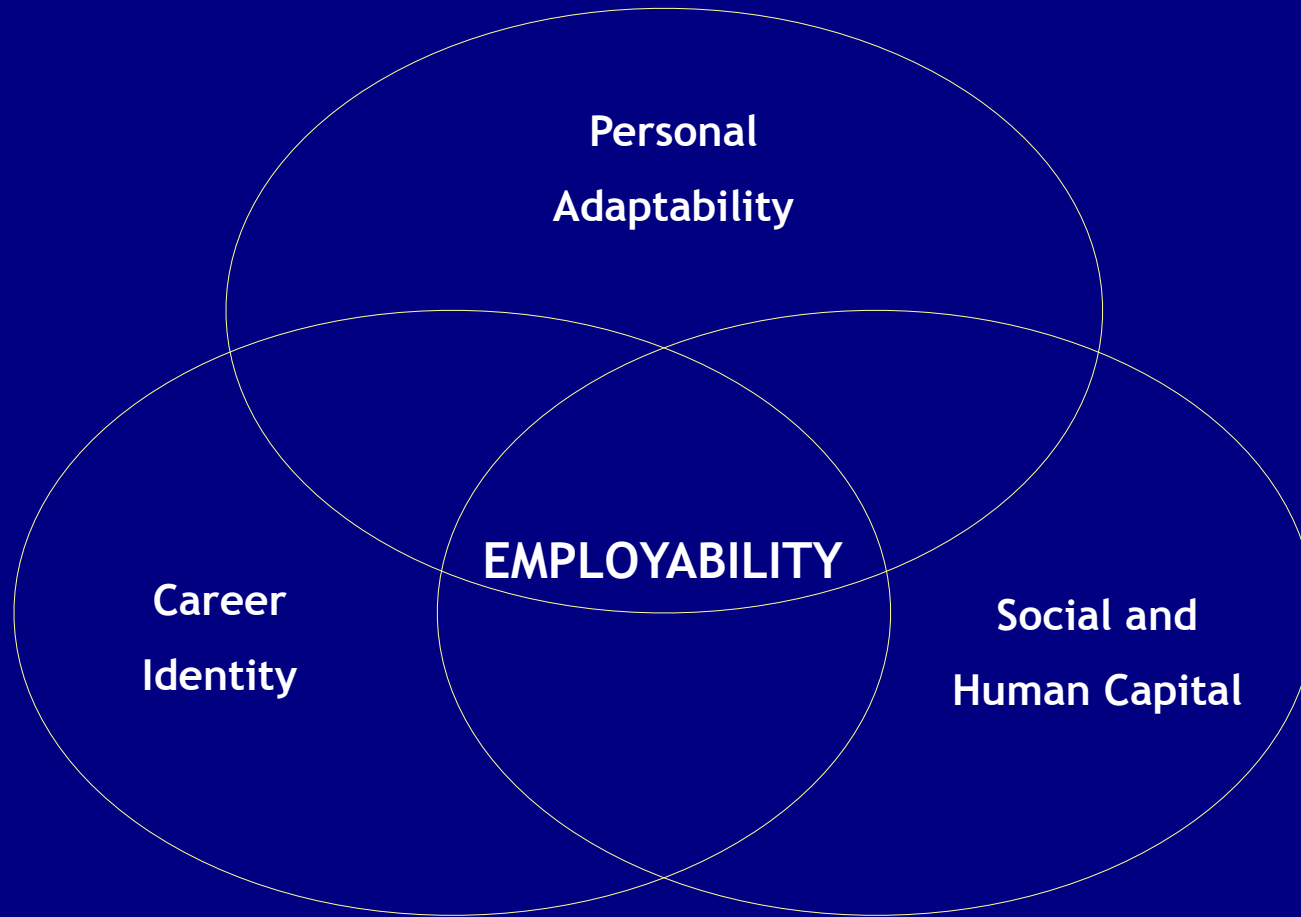 Personal
Adaptability
EMPLOYABILITY
Career
Identity
Social and
Human Capital